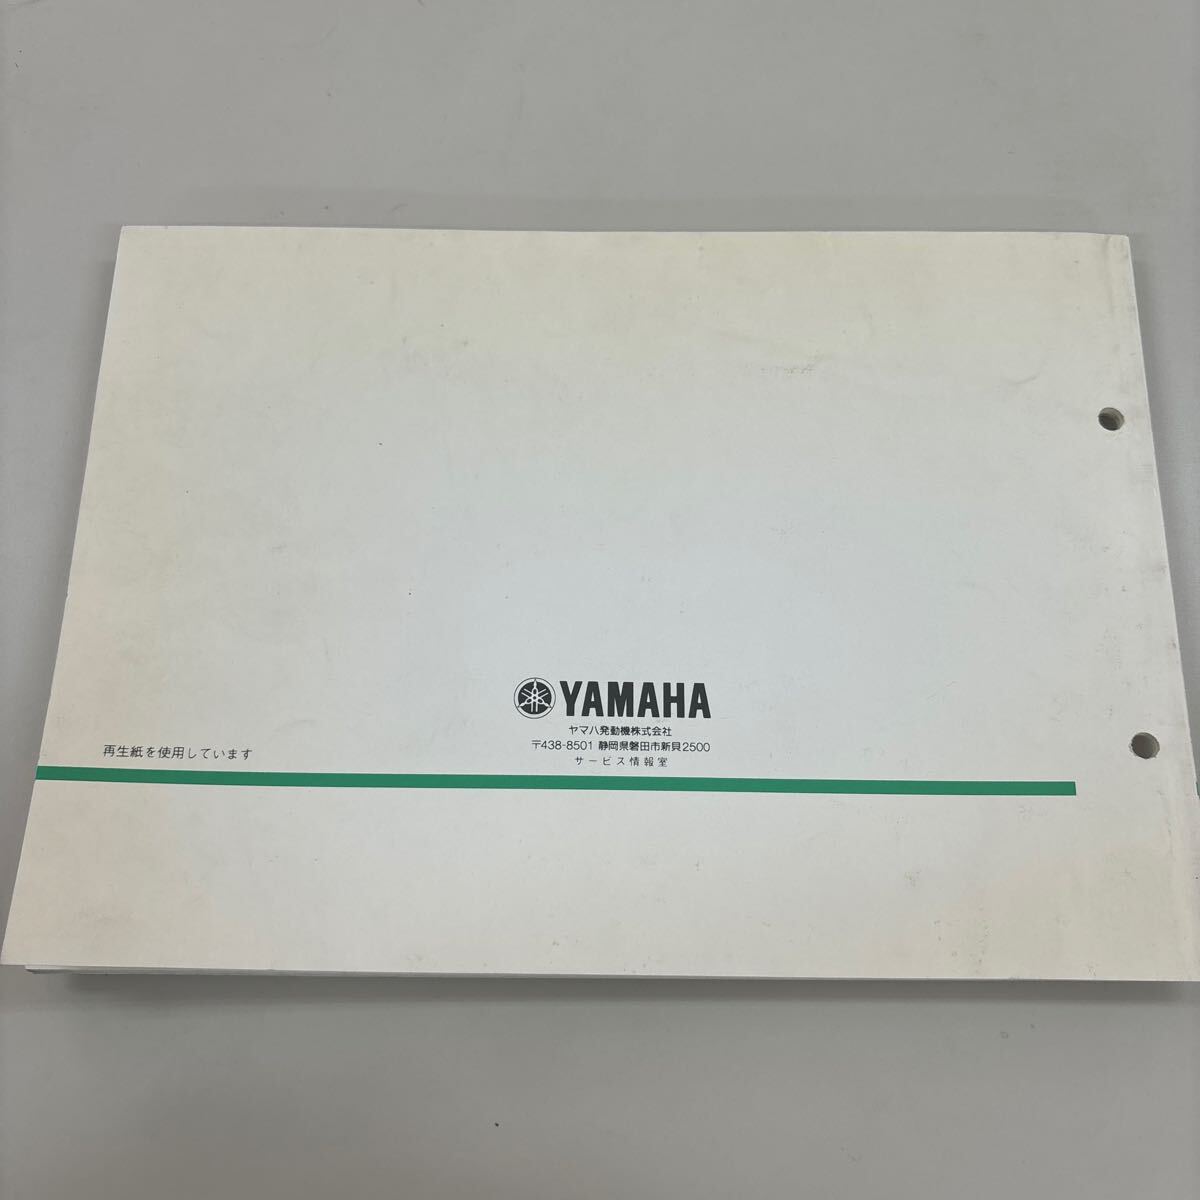 YAMAHA
ヤマハ発動機株式会社
〒438-8501 静岡県磐田市新貝2500
サービス情報室
再生紙を使用しています